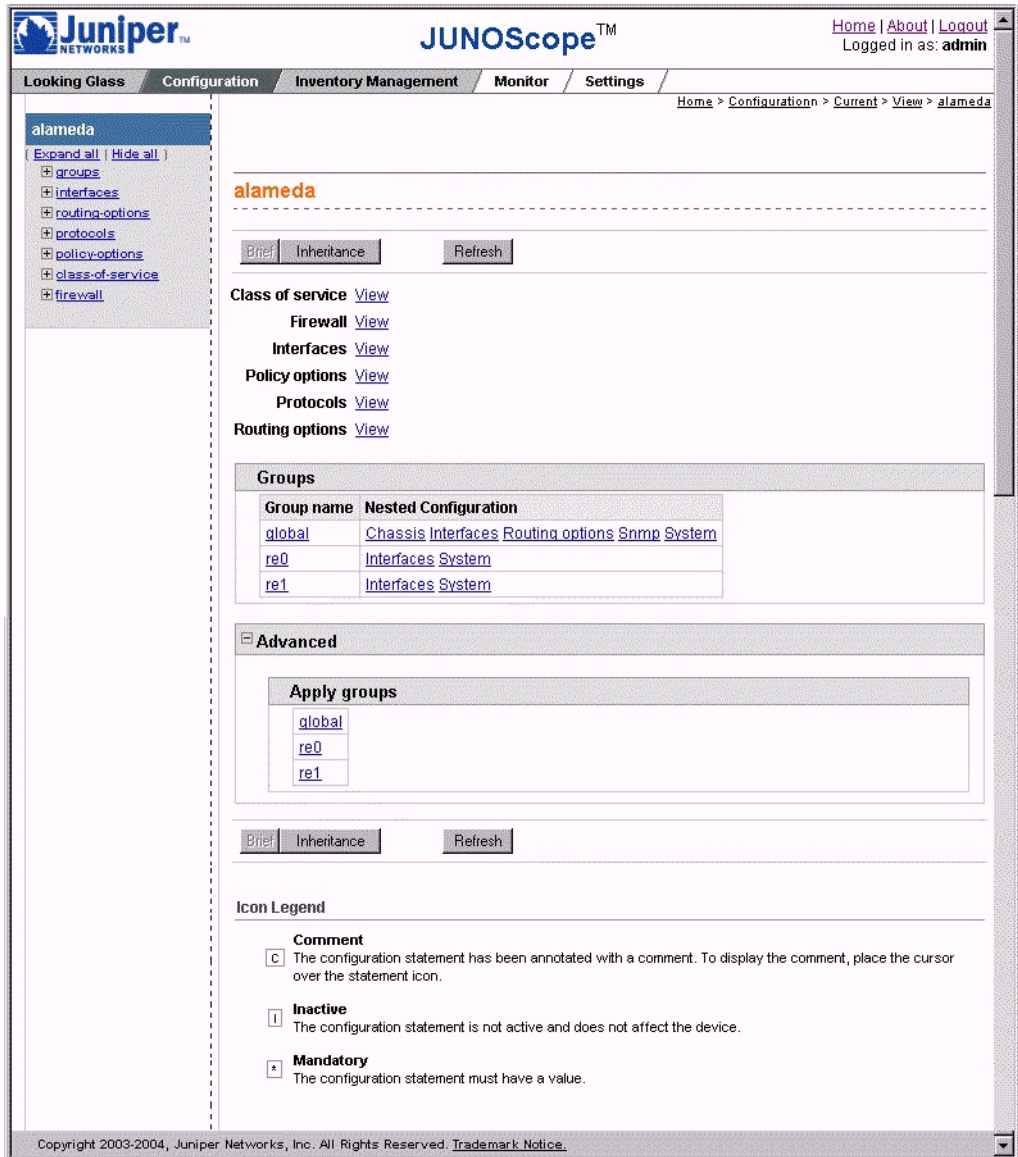 Juniper™
NETWORKS
JUNOScope™
Home | About | Logout
Logged in as: admin
Looking Glass / Configuration / Inventory Management / Monitor / Settings /
Home > Configurationn > Current > View > alameda
alameda
( Expand all | Hide all )
groups
interfaces
routing-options
protocols
policy-options
class-of-service
firewall
alameda
Brief Inheritance Refresh
Class of service View
Firewall View
Interfaces View
Policy options View
Protocols View
Routing options View
Groups
Group name Nested Configuration
global Chassis Interfaces Routing options Snmp System
re0 Interfaces System
re1 Interfaces System
Advanced
Apply groups
global
re0
re1
Brief Inheritance Refresh
Icon Legend
Comment
C The configuration statement has been annotated with a comment. To display the comment, place the cursor
over the statement icon.
Inactive
I The configuration statement is not active and does not affect the device.
Mandatory
* The configuration statement must have a value.
Copyright 2003-2004, Juniper Networks, Inc. All Rights Reserved. Trademark Notice.